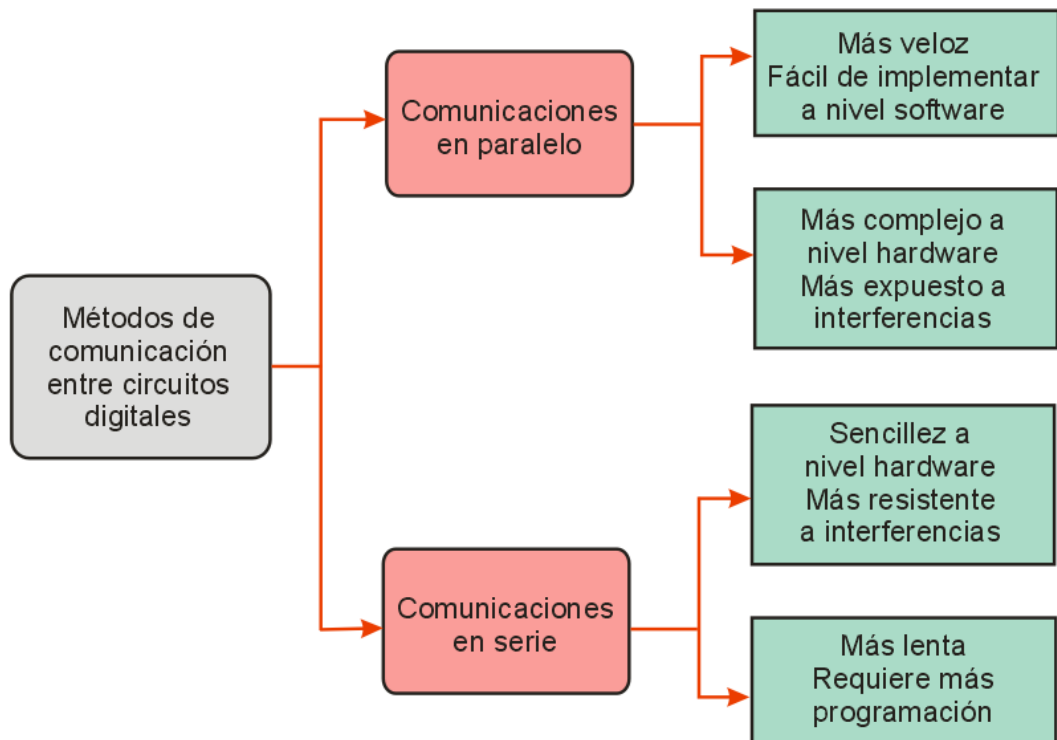 Métodos de
comunicación
entre circuitos
digitales
Comunicaciones
en paralelo
Más veloz
Fácil de implementar
a nivel software
Más complejo a
nivel hardware
Más expuesto a
interferencias
Comunicaciones
en serie
Sencillez a
nivel hardware
Más resistente
a interferencias
Más lenta
Requiere más
programación